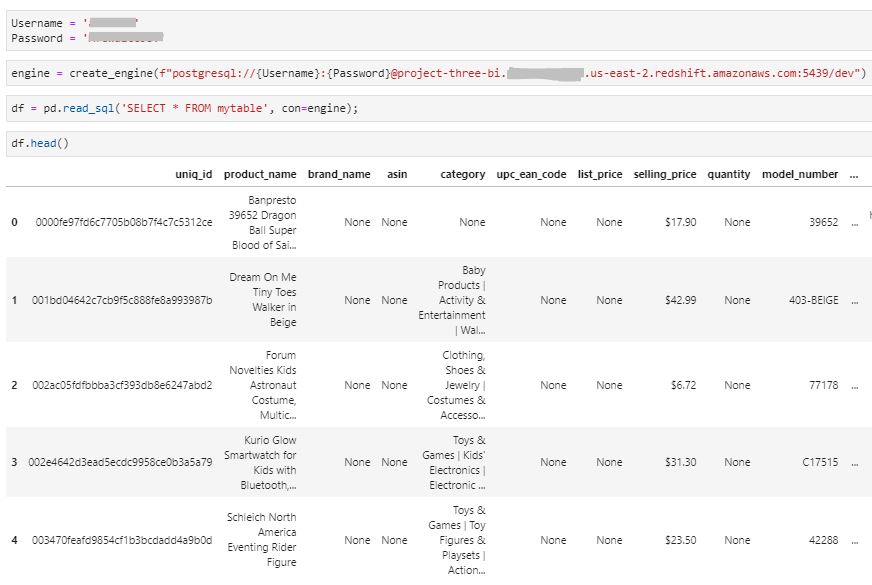 Username = '
Password = '
engine = create_engine(f"postgresql://{Username}:{Password}@project-three-bi. .us-east-2.redshift.amazonaws.com:5439/dev")
df = pd.read_sql('SELECT * FROM mytable', con=engine);
df.head()
uniq_id product_name brand_name asin category upc_ean_code list_price selling_price quantity model_number ...
0 0000fe97fd6c7705b08b7f4c7c5312ce Banpresto
39652 Dragon
Ball Super
Blood of Sai... None None None None None $17.90 None 39652 ...
1 001bd04642c7cb9f5c888fe8a993987b Dream On Me
Tiny Toes
Walker in
Beige None None Baby
Products |
Activity &
Entertainment
| Wal... None None $42.99 None 403-BEIGE ...
2 002ac05fdfbbba3cf393db8e6247abd2 Forum
Novelties Kids
Astronaut
Costume,
Multic... None None Clothing,
Shoes &
Jewelry |
Costumes &
Accesso... None None $6.72 None 77178 ...
3 002e4642d3ead5ecdc9958ce0b3a5a79 Kurio Glow
Smartwatch for
Kids with
Bluetooth,... None None Toys &
Games | Kids'
Electronics |
Electronic ... None None $31.30 None C17515 ...
4 003470feafd9854cf1b3bcdadd4a9b0d Schleich North
America
Eventing Rider
Figure None None Toys &
Games | Toy
Figures &
Playsets |
Action... None None $23.50 None 42288 ...